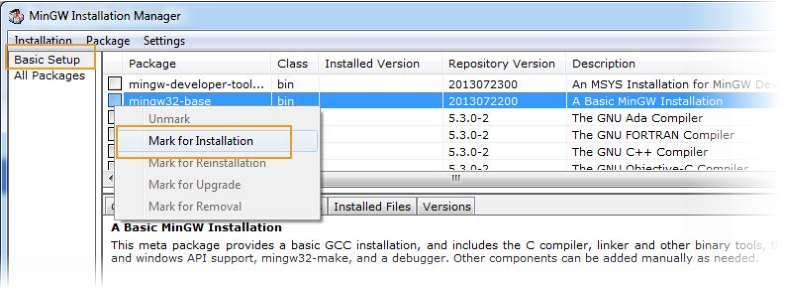 MinGW Installation Manager
Installation Package Settings
Basic Setup
All Packages
Package Class Installed Version Repository Version Description
mingw-developer-tool... bin 2013072300 An MSYS Installation for MinGW Dev
mingw32-base bin 2013072200 A Basic MinGW Installation
Unmark 5.3.0-2 The GNU Ada Compiler
5.3.0-2 The GNU FORTRAN Compiler
Mark for Installation 5.3.0-2 The GNU C++ Compiler
Mark for Reinstallation 5.3.0-2 The GNU Objective-C Compiler
Mark for Upgrade
Mark for Removal Installed Files Versions
A Basic MinGW Installation
This meta package provides a basic GCC installation, and includes the C compiler, linker and other binary tools,
and windows API support, mingw32-make, and a debugger. Other components can be added manually as needed.